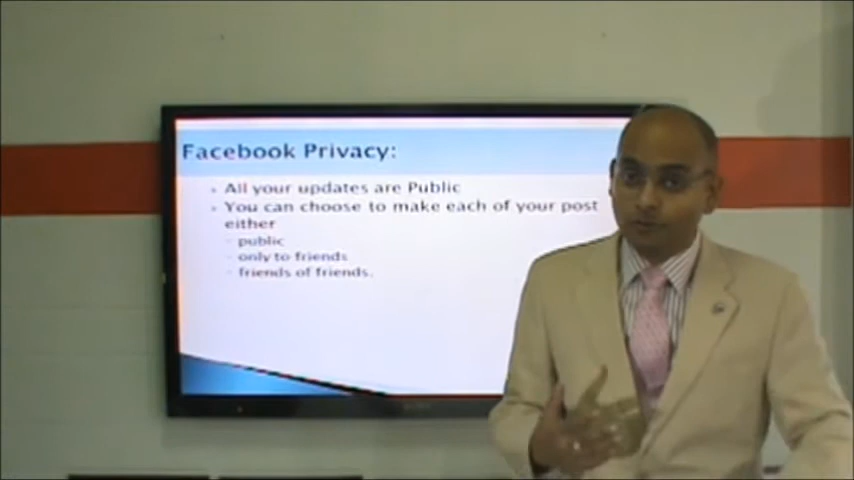 Facebook Privacy:
All your updates are Public
You can choose to make each of your post
either
public
only to friends
friends of friends.